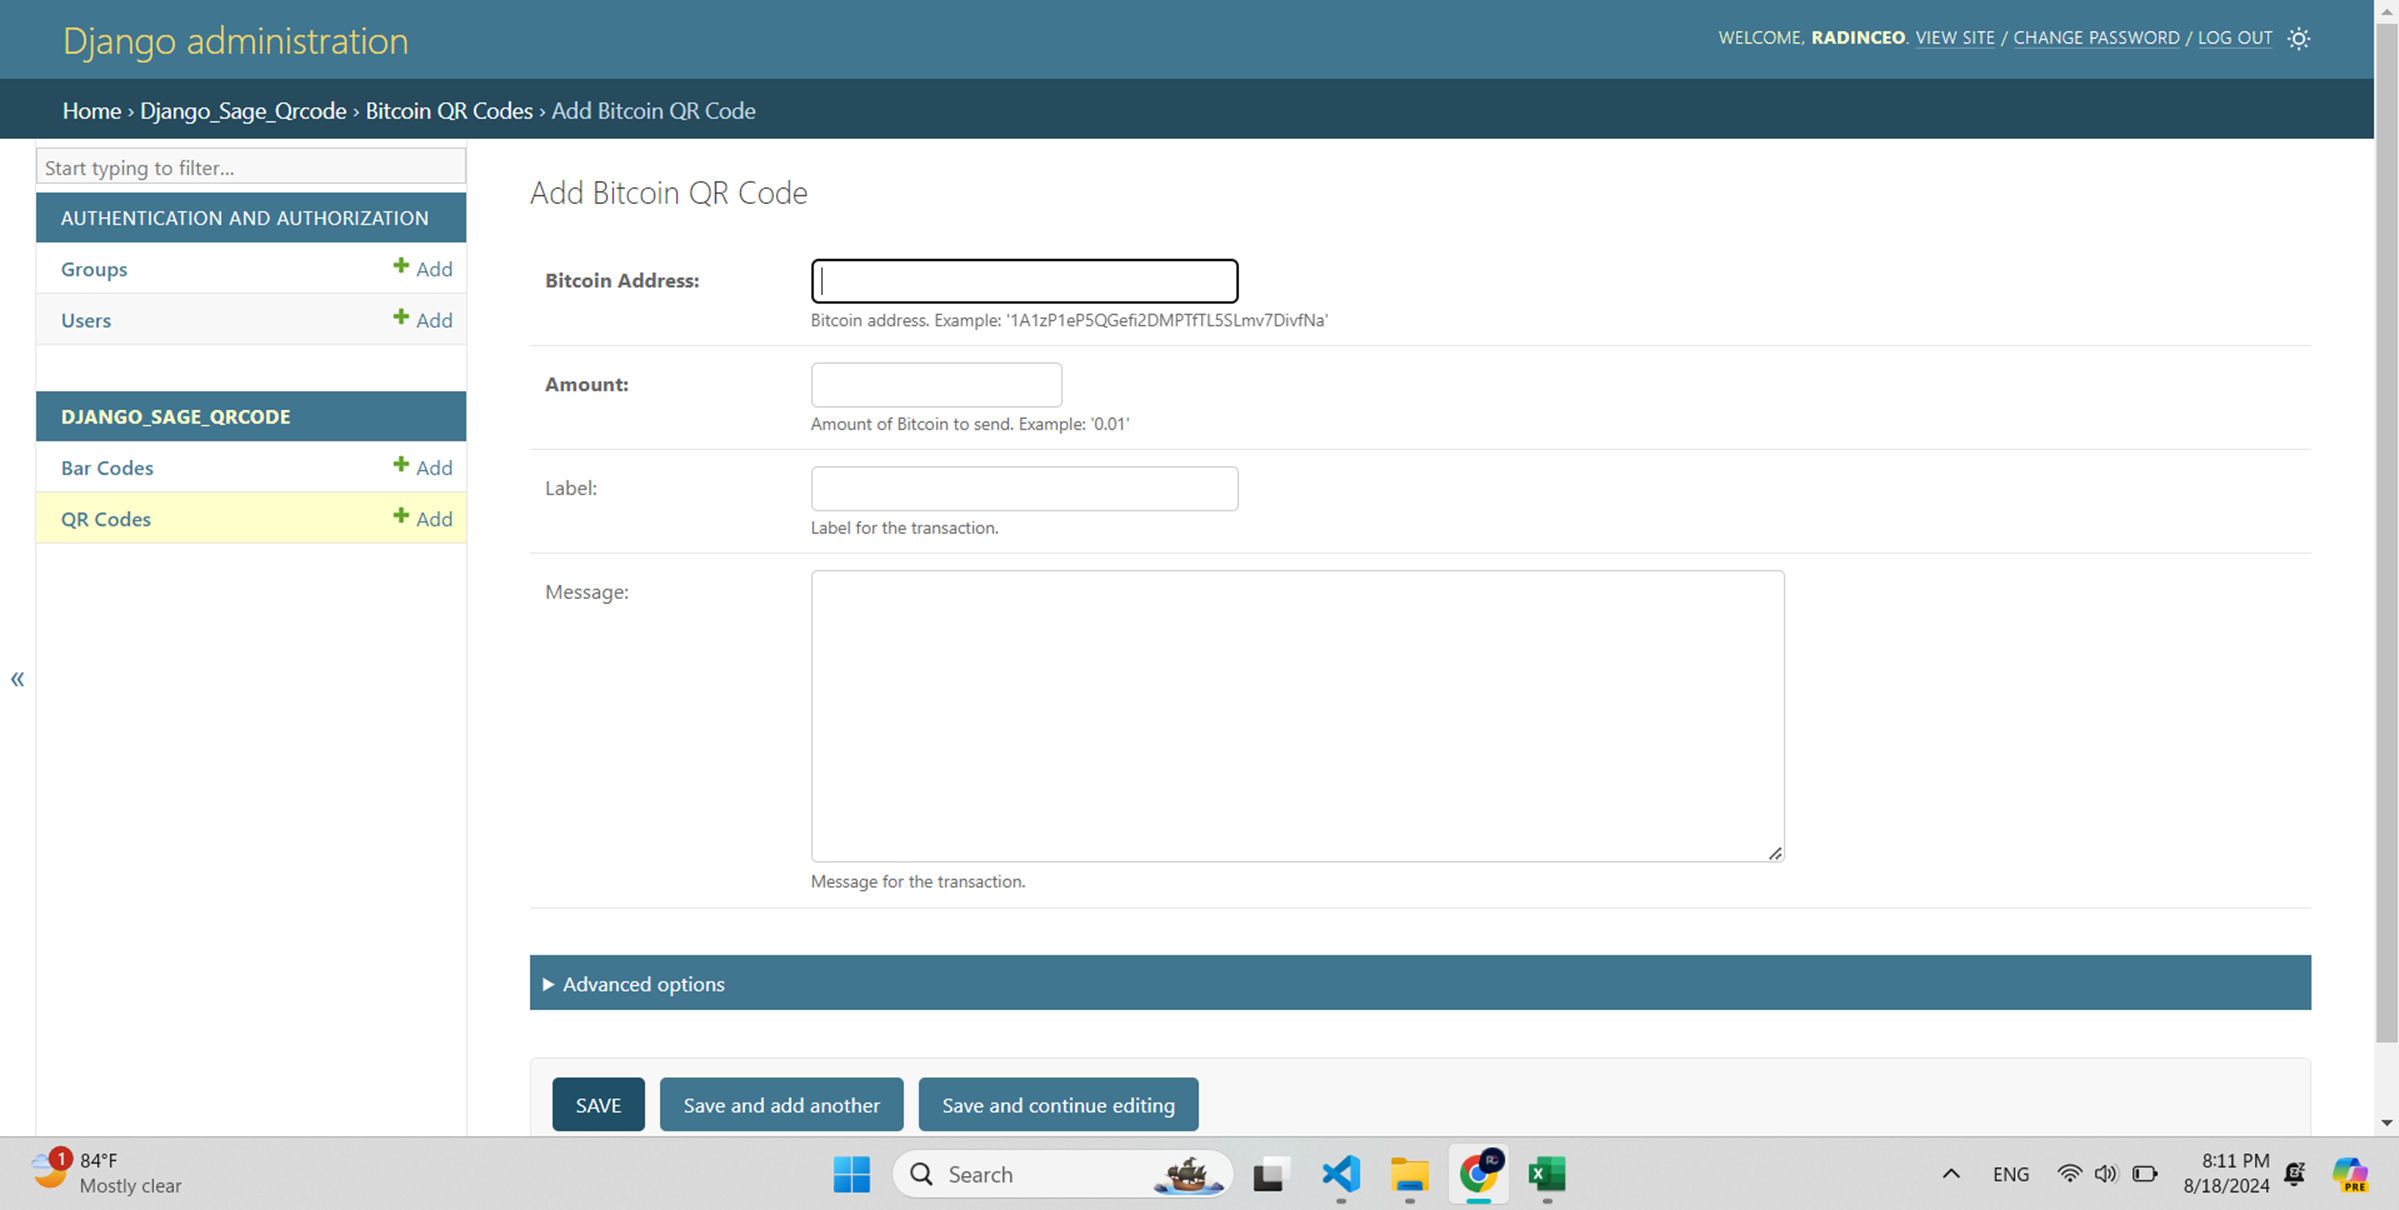 Django administration
WELCOME, RADINCEO. VIEW SITE / CHANGE PASSWORD / LOG OUT
Home › Django_Sage_Qrcode › Bitcoin QR Codes › Add Bitcoin QR Code
Start typing to filter...
AUTHENTICATION AND AUTHORIZATION
Groups
Add
Users
Add
DJANGO_SAGE_QRCODE
Bar Codes
Add
QR Codes
Add
«
Add Bitcoin QR Code
Bitcoin Address:
Bitcoin address. Example: '1A1zP1eP5QGefi2DMPTfTL5SLmv7DivfNa'
Amount:
Amount of Bitcoin to send. Example: '0.01'
Label:
Label for the transaction.
Message:
Message for the transaction.
Advanced options
SAVE
Save and add another
Save and continue editing
1
84°F
Mostly clear
Search
ENG
8:11 PM
8/18/2024
PRE